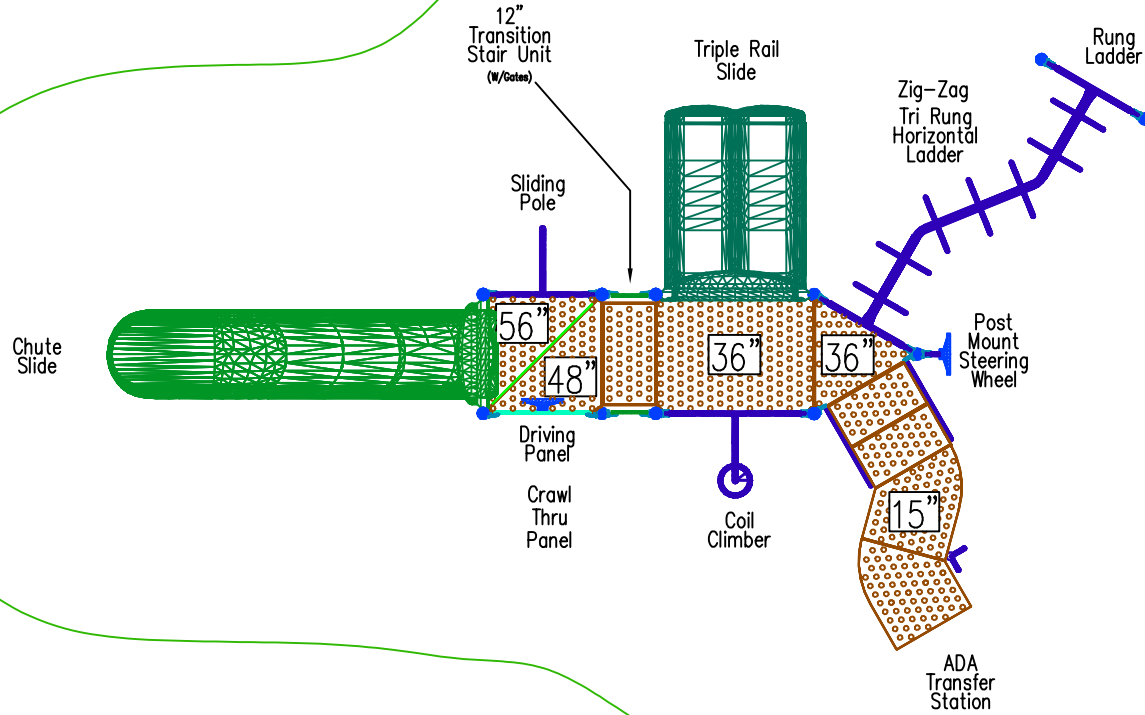 12”
Transition
Stair Unit
(W/Gates)
Triple Rail
Slide
Rung
Ladder
Zig-Zag
Tri Rung
Horizontal
Ladder
Sliding
Pole
Chute
Slide
56”
48”
36”
36”
Post
Mount
Steering
Wheel
Driving
Panel
Crawl
Thru
Panel
Coil
Climber
15”
ADA
Transfer
Station